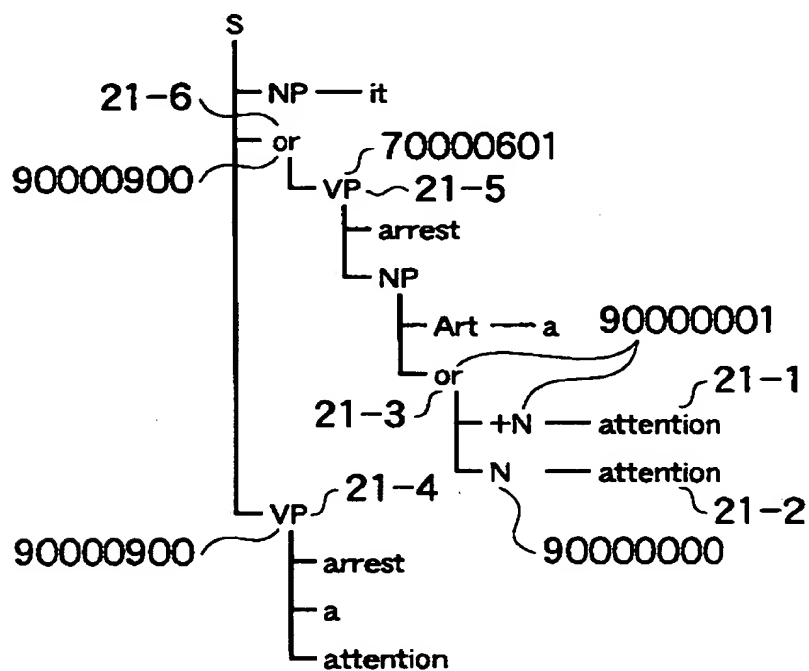 S
NP it
21-6
or 70000601
90000900 VP 21-5
arrest
NP
Art a 90000001
or 21-1
21-3 +N attention
N attention
21-4 21-2
VP
90000900 90000000
arrest
a
attention